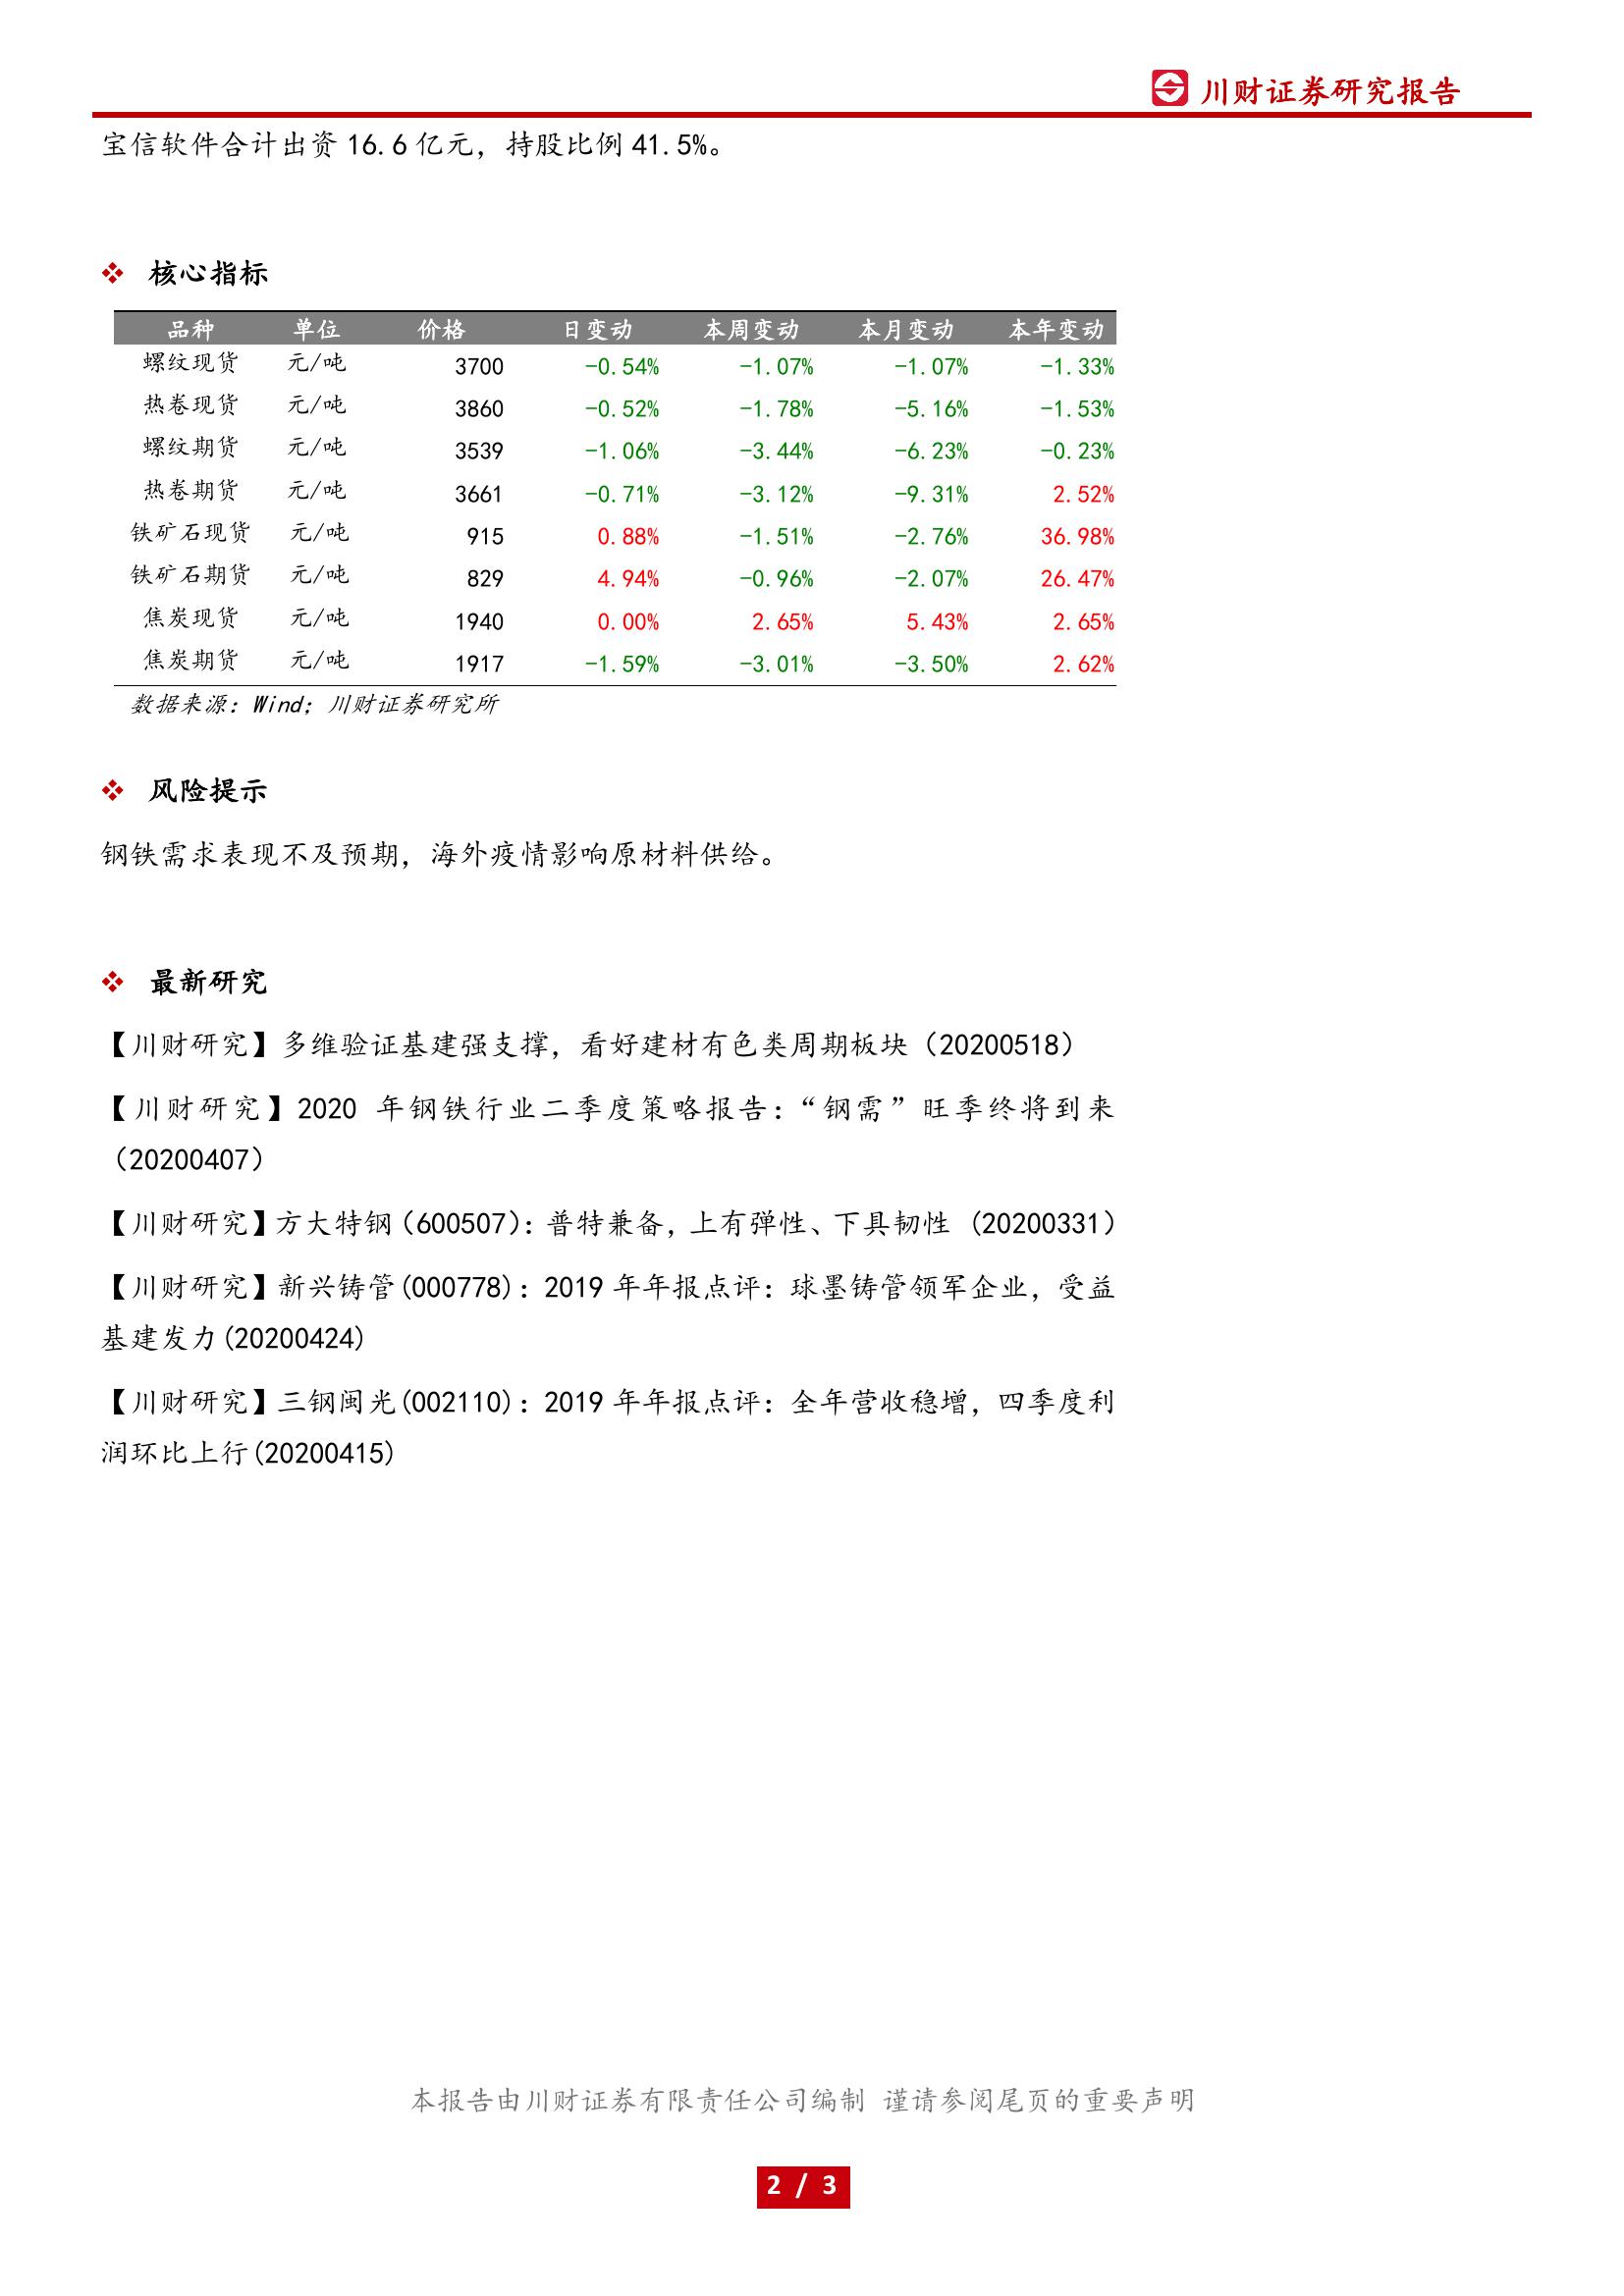 川财证券研究报告
宝信软件合计出资 16.6 亿元，持股比例 41.5%。
核心指标
品种 单位 价格 日变动 本周变动 本月变动 本年变动
螺纹现货 元/吨 3700 -0.54% -1.07% -1.07% -1.33%
热卷现货 元/吨 3860 -0.52% -1.78% -5.16% -1.53%
螺纹期货 元/吨 3539 -1.06% -3.44% -6.23% -0.23%
热卷期货 元/吨 3661 -0.71% -3.12% -9.31% 2.52%
铁矿石现货 元/吨 915 0.88% -1.51% -2.76% 36.98%
铁矿石期货 元/吨 829 4.94% -0.96% -2.07% 26.47%
焦炭现货 元/吨 1940 0.00% 2.65% 5.43% 2.65%
焦炭期货 元/吨 1917 -1.59% -3.01% -3.50% 2.62%
数据来源：Wind；川财证券研究所
风险提示
钢铁需求表现不及预期，海外疫情影响原材料供给。
最新研究
【川财研究】多维验证基建强支撑，看好建材有色类周期板块（20200518）
【川财研究】2020 年钢铁行业二季度策略报告：“钢需”旺季终将到来
（20200407）
【川财研究】方大特钢（600507）：普特兼备，上有弹性、下具韧性 (20200331）
【川财研究】新兴铸管(000778)：2019 年年报点评：球墨铸管领军企业，受益
基建发力(20200424)
【川财研究】三钢闽光(002110)：2019 年年报点评：全年营收稳增，四季度利
润环比上行(20200415)
本报告由川财证券有限责任公司编制 谨请参阅尾页的重要声明
2 / 3